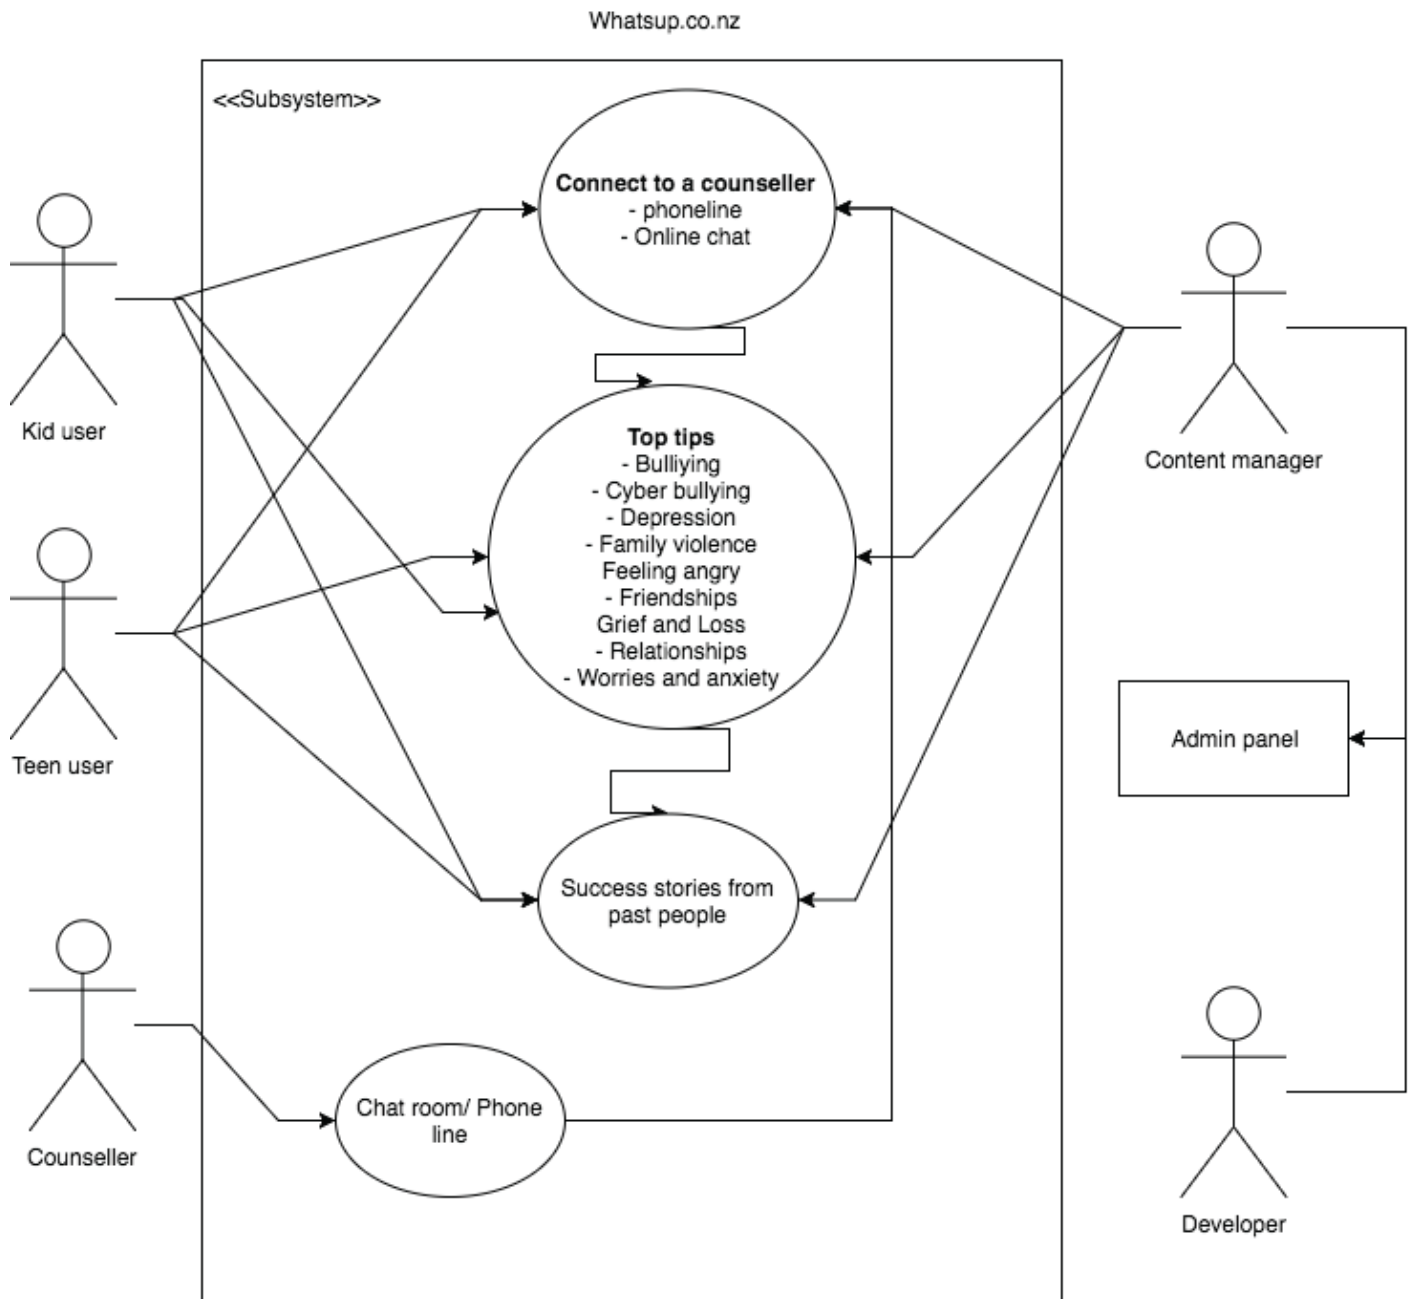 Whatsup.co.nz
<<Subsystem>>
Connect to a counseller
- phoneline
- Online chat
Kid user
Content manager
Top tips
- Bulliying
- Cyber bullying
- Depression
- Family violence
Feeling angry
- Friendships
Grief and Loss
- Relationships
- Worries and anxiety
Teen user
Admin panel
Success stories from
past people
Chat room/ Phone
line
Counseller
Developer